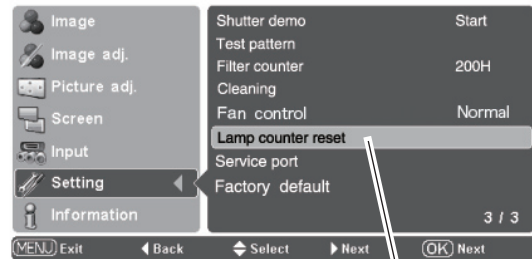 Image
Image adj.
Picture adj.
Screen
Input
Setting
Information
Shutter demo Start
Test pattern
Filter counter 200H
Cleaning
Fan control Normal
Lamp counter reset
Service port
Factory default
3 / 3
MENU Exit Back Select Next OK Next